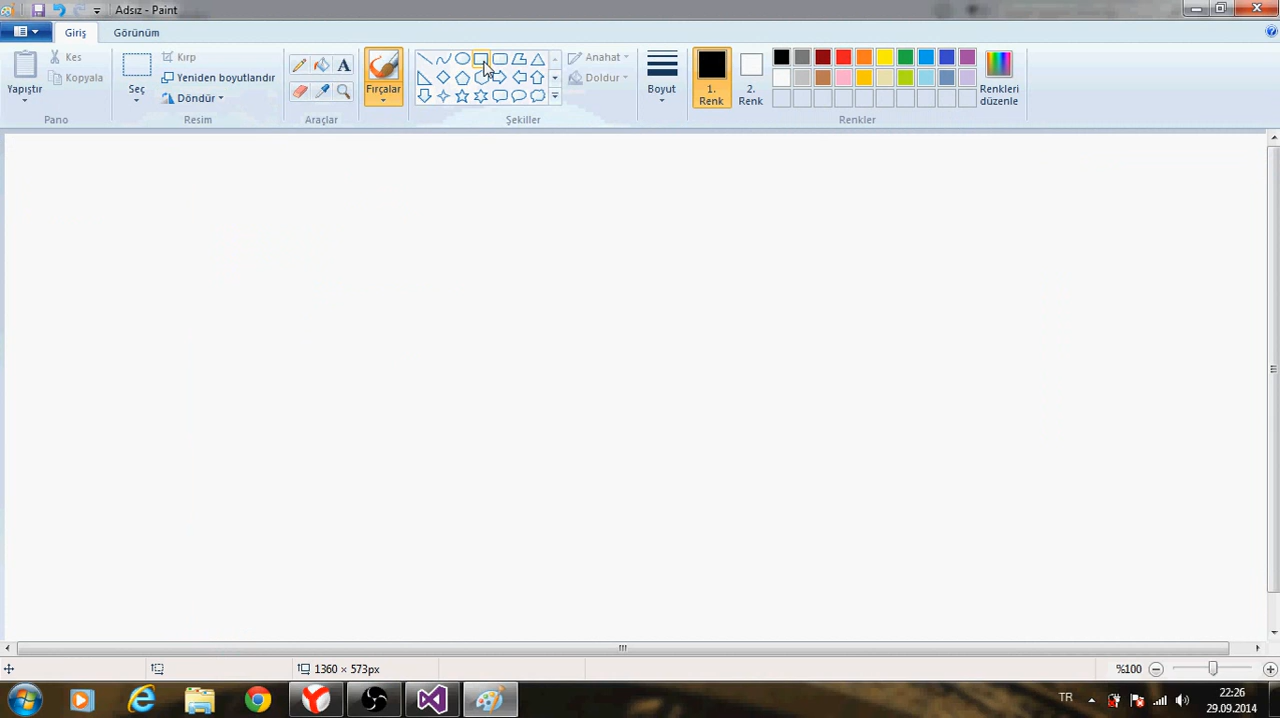 Adsız - Paint
Giriş
Görünüm
Yapıştır
Kes
Kopyala
Pano
Seç
Kırp
Yeniden boyutlandır
Döndür
Resim
A
Araçlar
Fırçalar
Şekiller
Anahat
Doldur
Boyut
1.
Renk
2.
Renk
Renkleri
düzenle
Renkler
1360 × 573px
%100
TR
22:26
29.09.2014